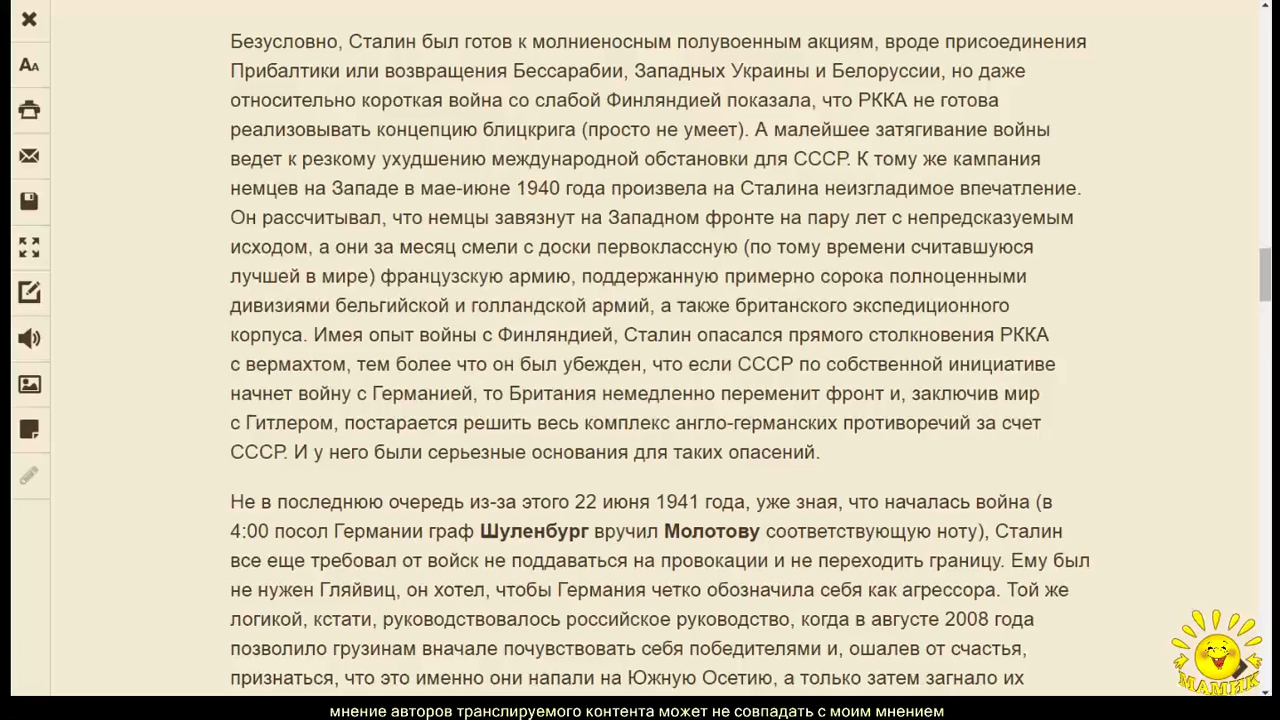 Безусловно, Сталин был готов к молниеносным полувоенным акциям, вроде присоединения
Прибалтики или возвращения Бессарабии, Западных Украины и Белоруссии, но даже
относительно короткая война со слабой Финляндией показала, что РККА не готова
реализовывать концепцию блицкрига (просто не умеет). А малейшее затягивание войны
ведет к резкому ухудшению международной обстановки для СССР. К тому же кампания
немцев на Западе в мае-июне 1940 года произвела на Сталина неизгладимое впечатление.
Он рассчитывал, что немцы завязнут на Западном фронте на пару лет с непредсказуемым
исходом, а они за месяц смели с доски первоклассную (по тому времени считавшуюся
лучшей в мире) французскую армию, поддержанную примерно сорока полноценными
дивизиями бельгийской и голландской армий, а также британского экспедиционного
корпуса. Имея опыт войны с Финляндией, Сталин опасался прямого столкновения РККА
с вермахтом, тем более что он был убежден, что если СССР по собственной инициативе
начнет войну с Германией, то Британия немедленно переменит фронт и, заключив мир
с Гитлером, постарается решить весь комплекс англо-германских противоречий за счет
СССР. И у него были серьезные основания для таких опасений.
Не в последнюю очередь из-за этого 22 июня 1941 года, уже зная, что началась война (в
4:00 посол Германии граф Шуленбург вручил Молотову соответствующую ноту), Сталин
все еще требовал от войск не поддаваться на провокации и не переходить границу. Ему был
не нужен Гляйвиц, он хотел, чтобы Германия четко обозначила себя как агрессора. Той же
логикой, кстати, руководствовалось российское руководство, когда в августе 2008 года
позволило грузинам вначале почувствовать себя победителями и, ошалев от счастья,
признаться, что это именно они напали на Южную Осетию, а только затем загнало их
МАМИК
мнение авторов транслируемого контента может не совпадать с моим мнением